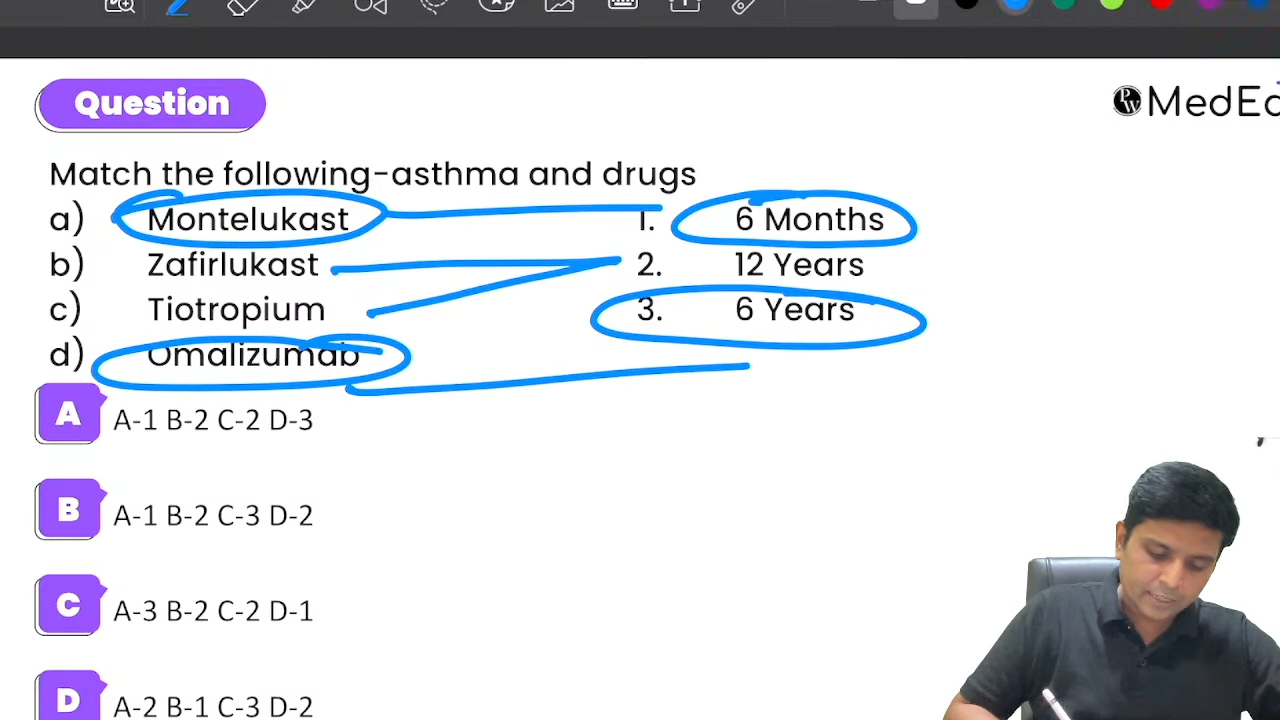 Question
MedEd
Match the following-asthma and drugs
a) Montelukast 1. 6 Months
b) Zafirlukast 2. 12 Years
c) Tiotropium 3. 6 Years
d) Omalizumab
A A-1 B-2 C-2 D-3
B A-1 B-2 C-3 D-2
C A-3 B-2 C-2 D-1
D A-2 B-1 C-3 D-2